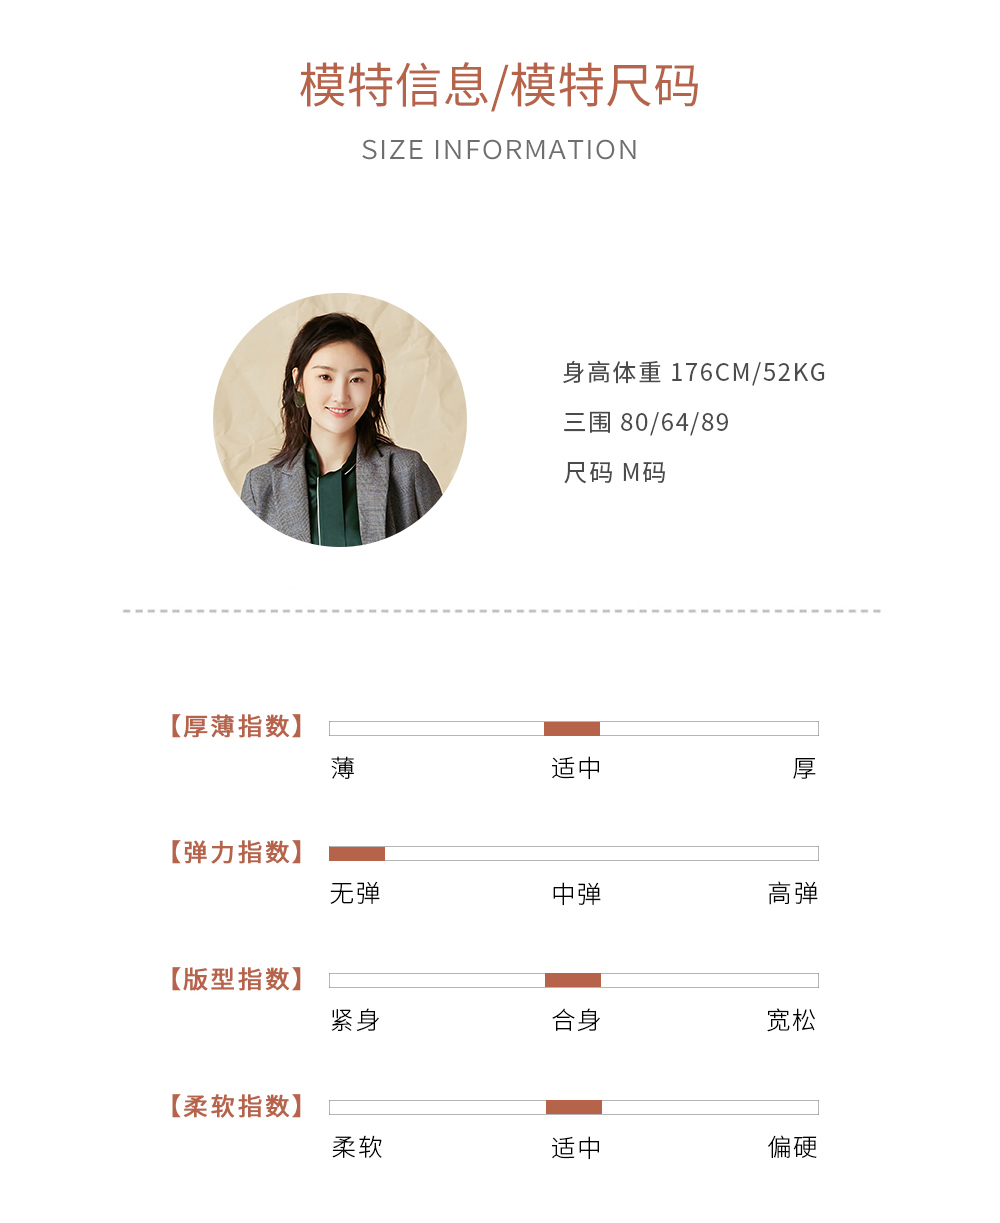 模特信息/模特尺码
SIZE INFORMATION
身高体重 176CM/52KG
三围 80/64/89
尺码 M码
【厚薄指数】
薄 适中 厚
【弹力指数】
无弹 中弹 高弹
【版型指数】
紧身 合身 宽松
【柔软指数】
柔软 适中 偏硬